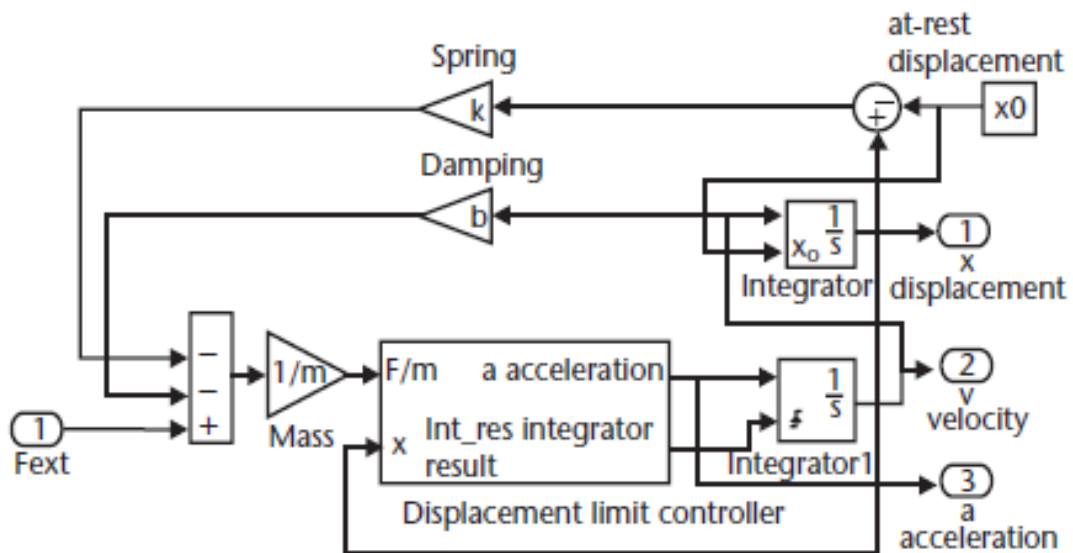 at-rest
displacement
Spring
k
−
+
x0
Damping
b
1
s
xo
Integrator
1
x
displacement
−
−
+
1/m
Mass
F/m
a acceleration
x
Int_res integrator
result
1
s
Integrator1
2
v
velocity
1
Fext
Displacement limit controller
3
a
acceleration